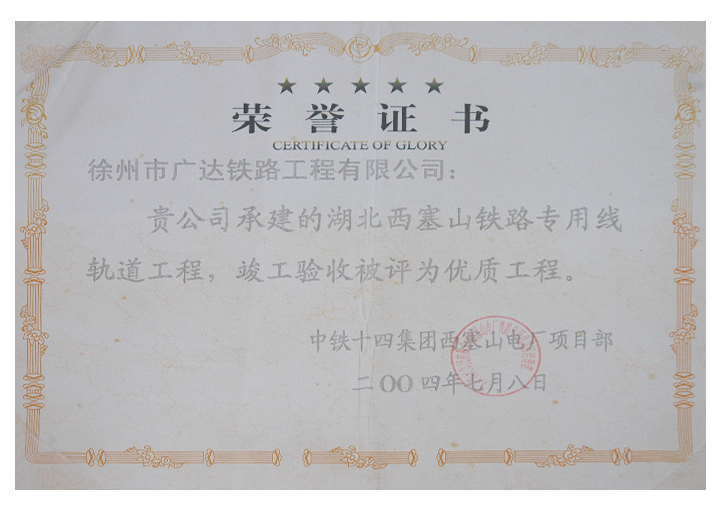 荣誉证书
CERTIFICATE OF GLORY
徐州市广达铁路工程有限公司：
贵公司承建的湖北西塞山铁路专用线
轨道工程，竣工验收被评为优质工程。
中铁十四集团西塞山电厂项目部
二〇〇四年七月八日